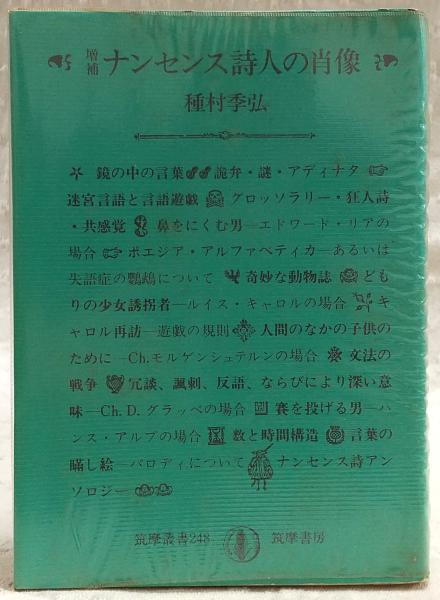 増補 ナンセンス詩人の肖像
種村季弘
鏡の中の言葉 詭弁・謎・アディナタ
迷宮言語と言語遊戯 グロッソラリー・狂人詩
・共感覚 鼻をにくむ男―エドワード・リアの
場合 ポエジア・アルファベティカ―あるいは
失語症の鸚鵡について 奇妙な動物誌 ども
りの少女誘拐者―ルイス・キャロルの場合 キ
ャロル再訪―遊戯の規則 人間のなかの子供の
ために―Ch.モルゲンシュテルンの場合 文法の
戦争 冗談、諷刺、反語、ならびにより深い意
味―Ch. D. グラッベの場合 賽を投げる男―ハ
ンス・アルプの場合 数と時間構造 言葉の
瞞し絵―パロディについて ナンセンス詩アン
ソロジー
筑摩叢書248 筑摩書房